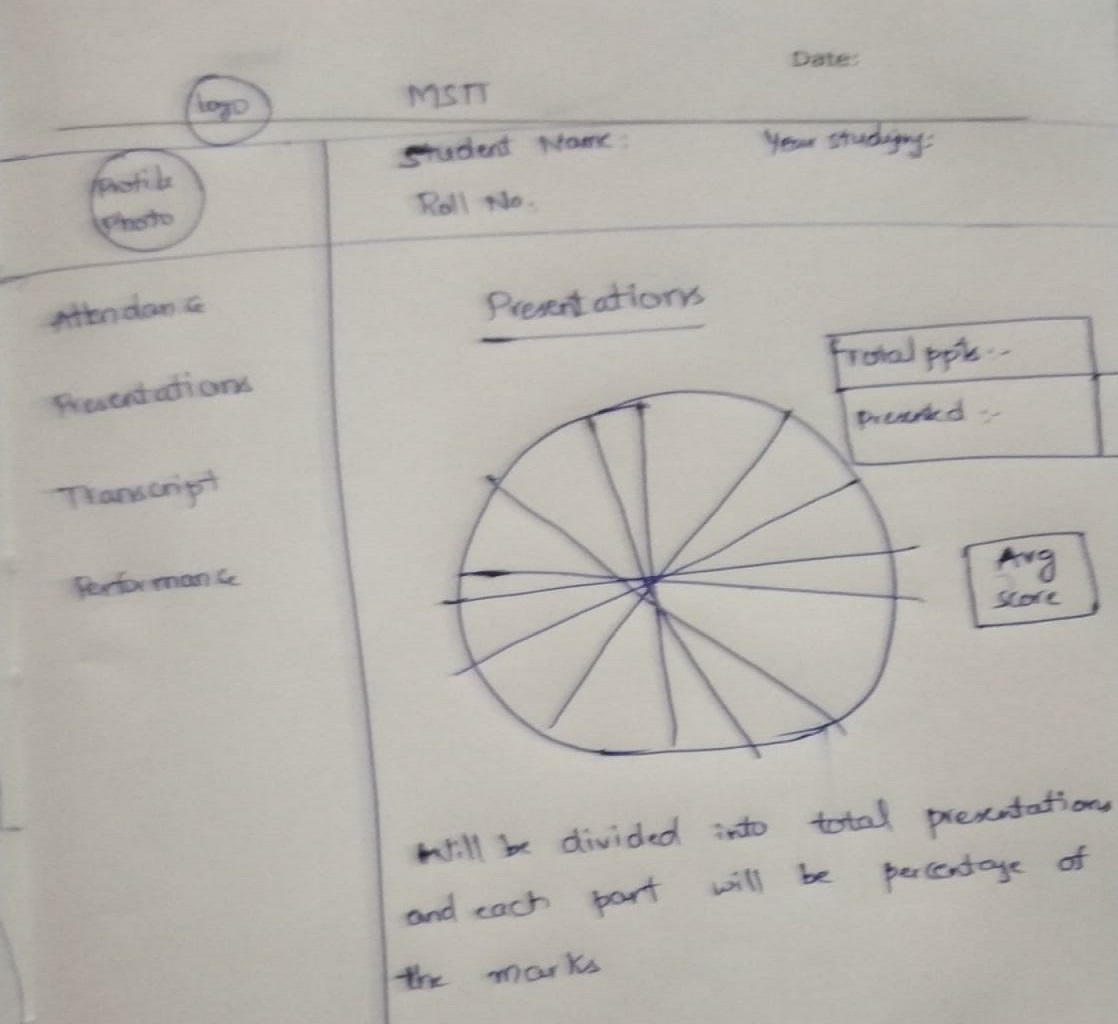 Date:
logo
MSTT
Student Name:
Year studying:
Profile
Photo
Roll No.
Attendance
Presentations
Presentations
Total ppts :-
Presented :-
Transcript
Avg
score
Performance
will be divided into total presentations
and each part will be percentage of
the marks